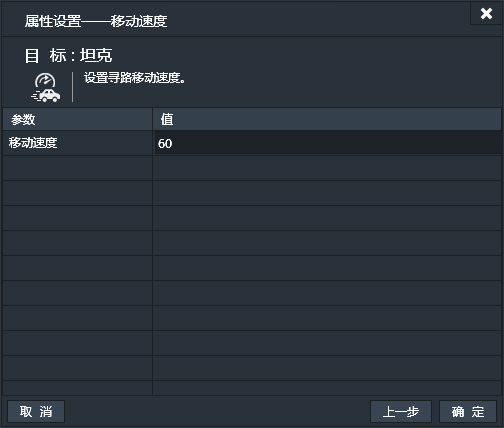 属性设置——移动速度
目 标：坦克
设置寻路移动速度。
参数 值
移动速度 60
取 消 上一步 确 定